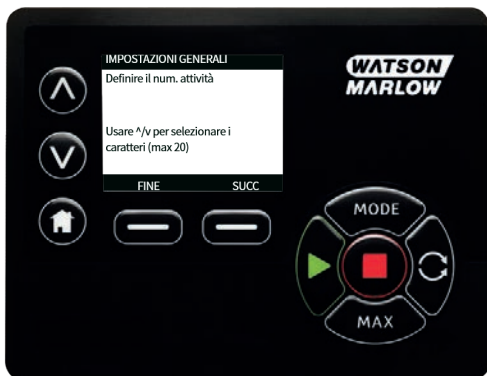 IMPOSTAZIONI GENERALI
Definire il num. attività
Usare ^/v per selezionare i
caratteri (max 20)
FINE SUCC
WATSON
MARLOW
MODE
MAX